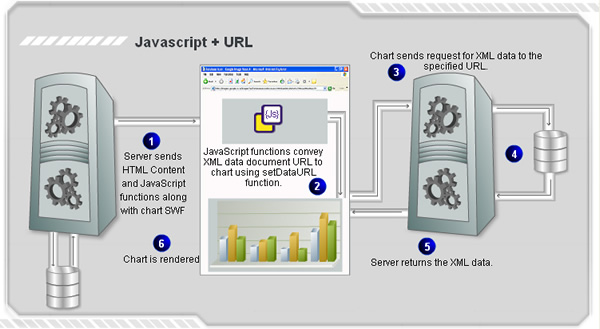 Javascript + URL
1
Server sends
HTML Content
and JavaScript
functions along
with chart SWF
{Js}
JavaScript functions convey
XML data document URL to
chart using setDataURL
function.
2
3
Chart sends request for XML data to the
specified URL.
4
5
Server returns the XML data.
6
Chart is rendered